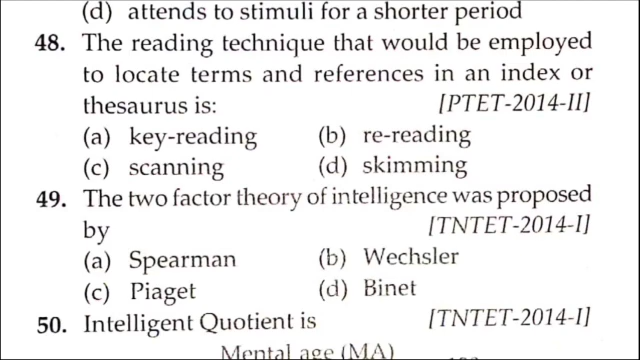 (d) attends to stimuli for a shorter period
48. The reading technique that would be employed
to locate terms and references in an index or
thesaurus is: [PTET-2014-II]
(a) key-reading (b) re-reading
(c) scanning (d) skimming
49. The two factor theory of intelligence was proposed
by [TNTET-2014-I]
(a) Spearman (b) Wechsler
(c) Piaget (d) Binet
50. Intelligent Quotient is [TNTET-2014-I]
Mental age (MA)